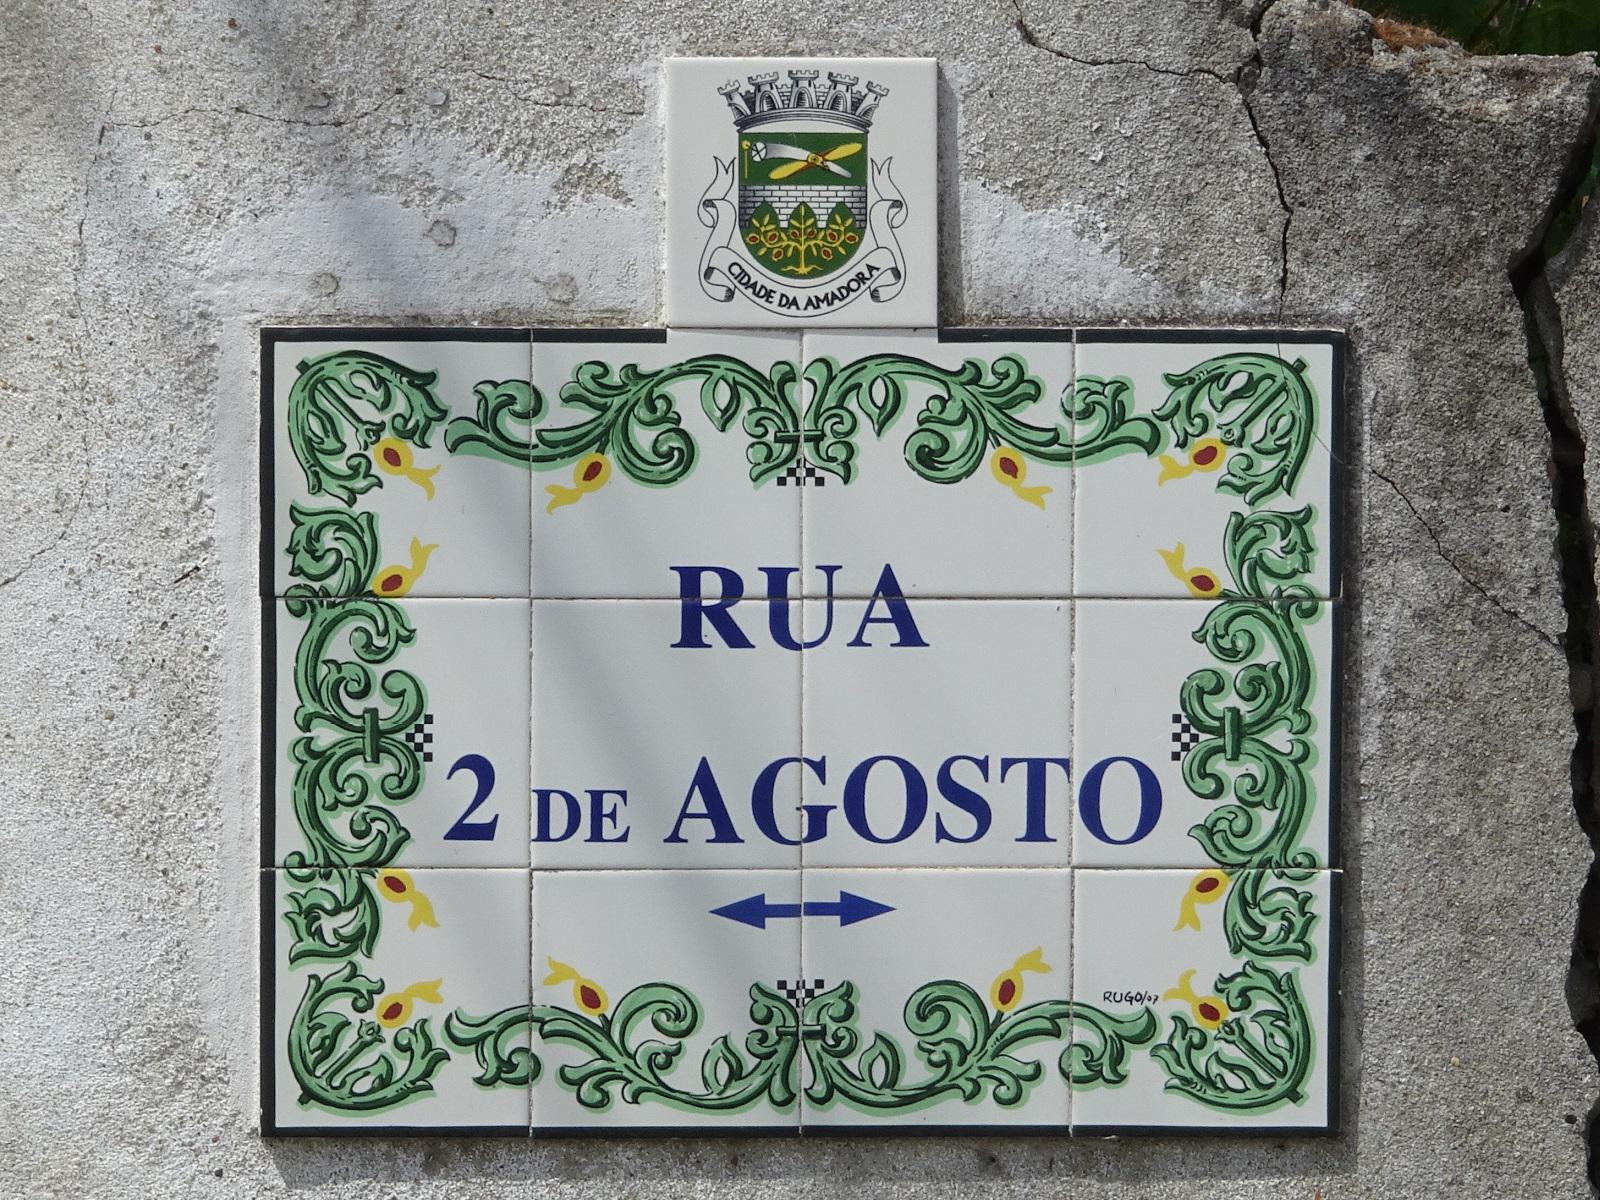 CIDADE DA AMADORA
RUA
2 DE AGOSTO
RUGO/07